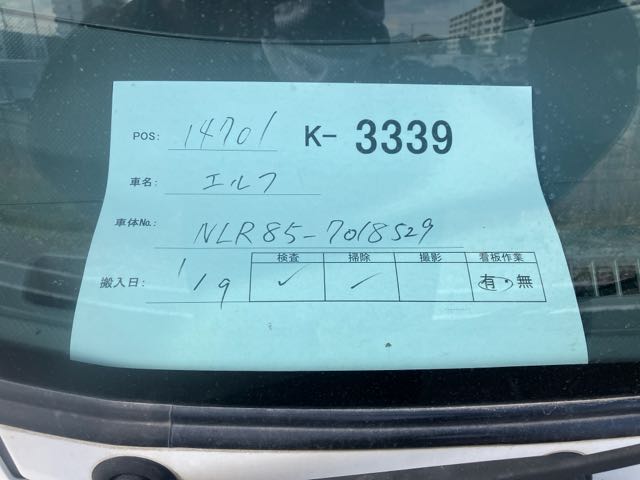 POS: 14701 K- 3339
車名: エルフ
車体No.: NLR85-7018529
検査 掃除 撮影 看板作業
搬入日: 1/19 ✓ ✓ 有・無